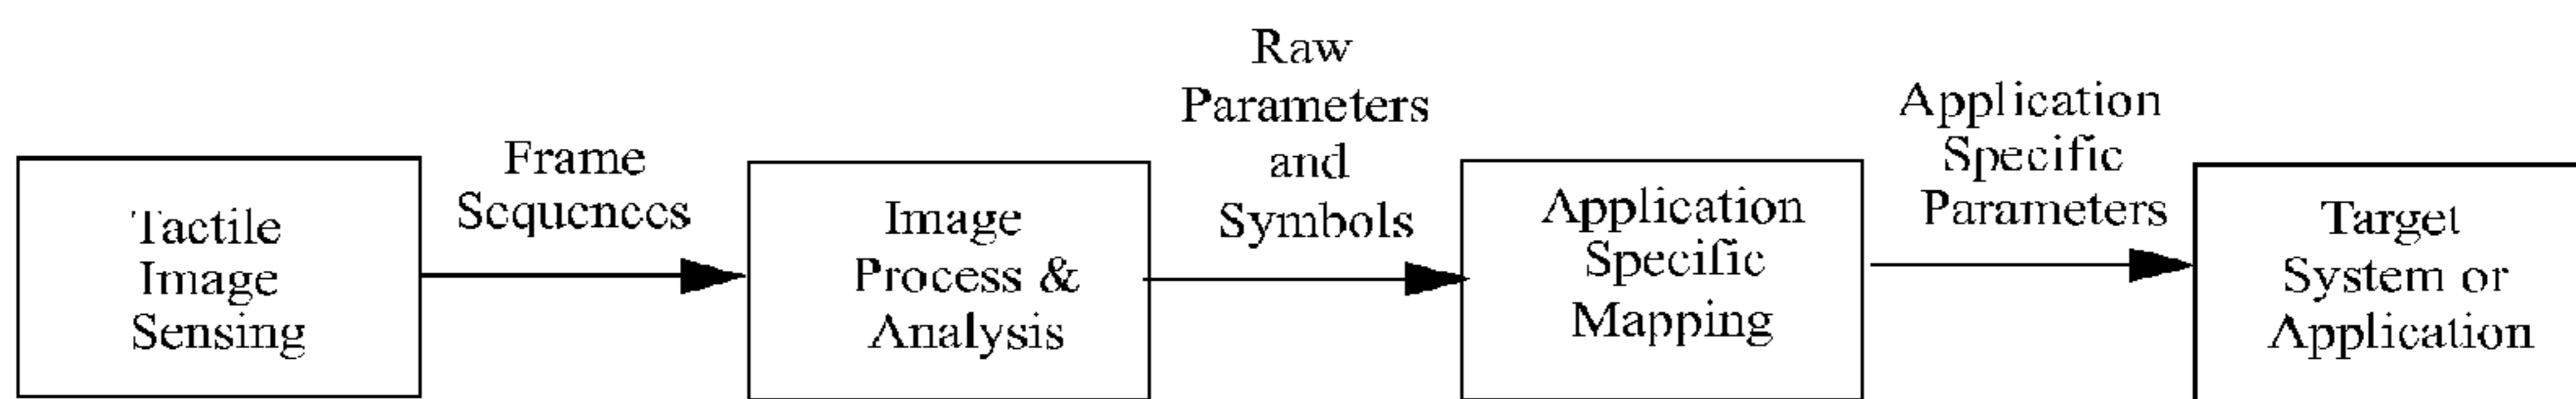 Tactile
Image
Sensing
Frame
Sequences
Image
Process &
Analysis
Raw
Parameters
and
Symbols
Application
Specific
Mapping
Application
Specific
Parameters
Target
System or
Application